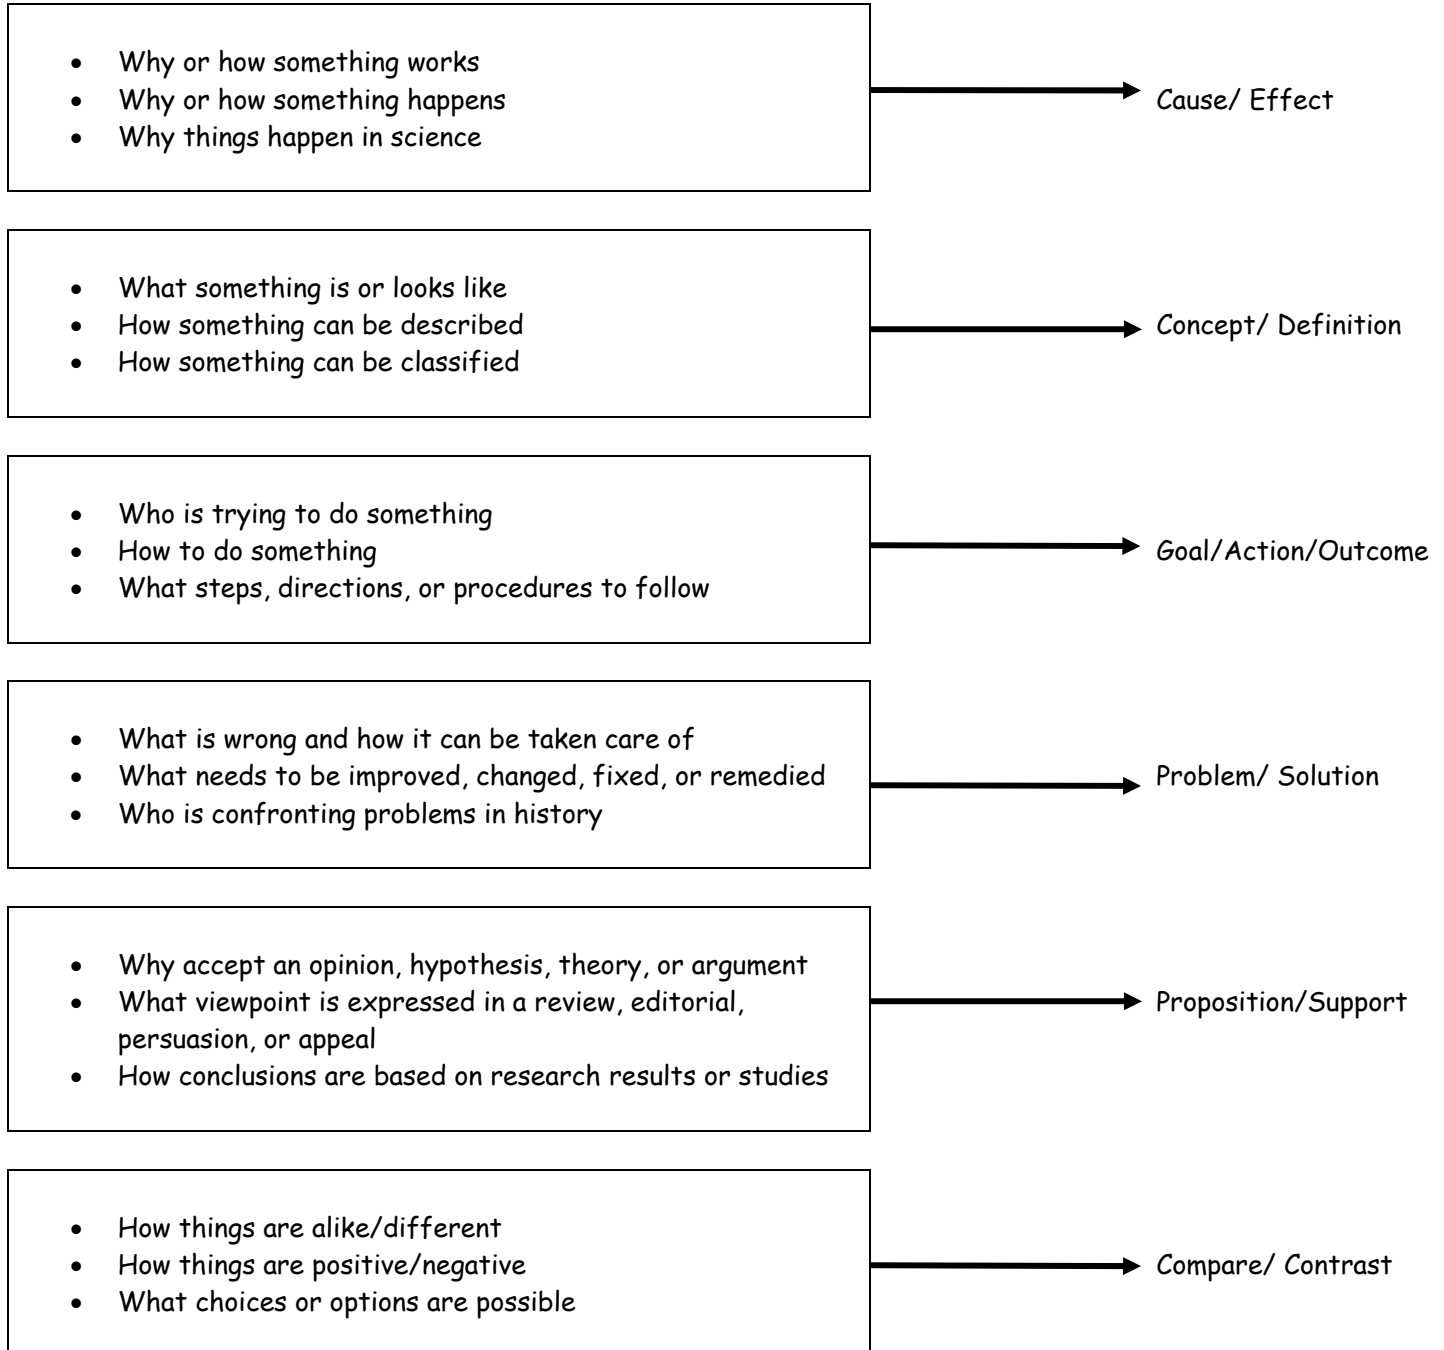 • Why or how something works
• Why or how something happens
• Why things happen in science
Cause/ Effect
• What something is or looks like
• How something can be described
• How something can be classified
Concept/ Definition
• Who is trying to do something
• How to do something
• What steps, directions, or procedures to follow
Goal/Action/Outcome
• What is wrong and how it can be taken care of
• What needs to be improved, changed, fixed, or remedied
• Who is confronting problems in history
Problem/ Solution
• Why accept an opinion, hypothesis, theory, or argument
• What viewpoint is expressed in a review, editorial,
persuasion, or appeal
• How conclusions are based on research results or studies
Proposition/Support
• How things are alike/different
• How things are positive/negative
• What choices or options are possible
Compare/ Contrast